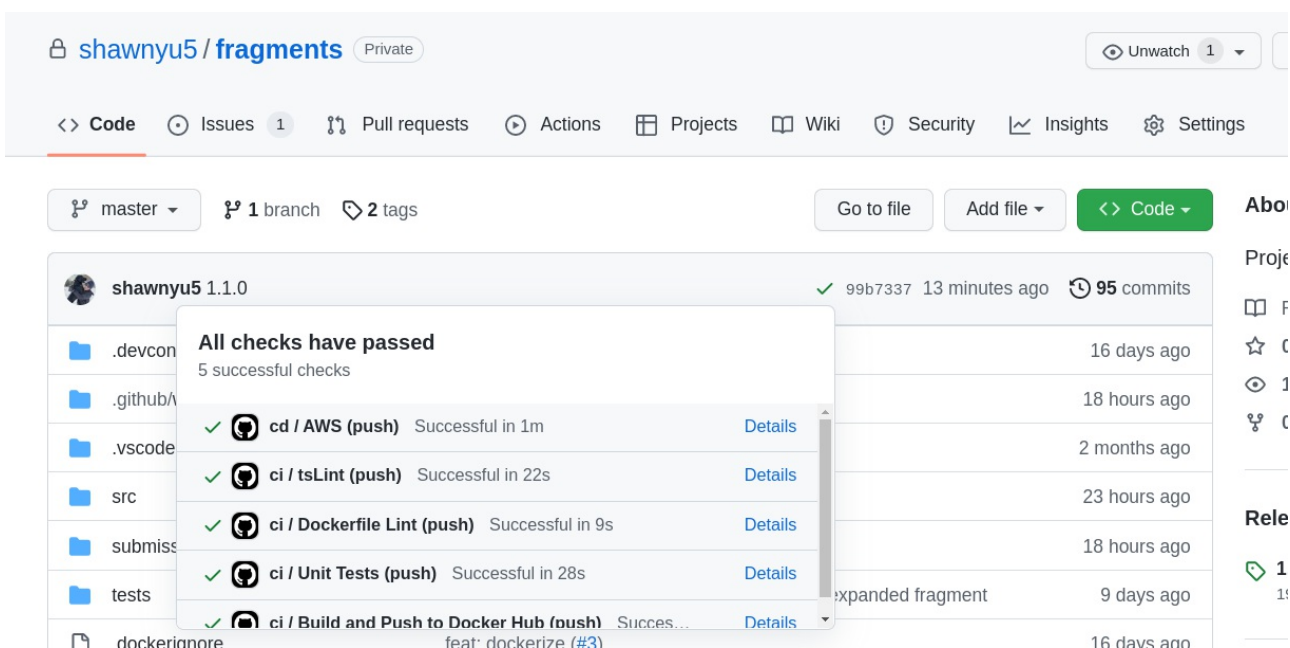 shawnyu5 / fragments Private
Unwatch 1
Code Issues 1 Pull requests Actions Projects Wiki Security Insights Settings
master 1 branch 2 tags Go to file Add file Code
shawnyu5 1.1.0 99b7337 13 minutes ago 95 commits
All checks have passed
5 successful checks
.devcon 16 days ago
.github/ 18 hours ago
cd / AWS (push) Successful in 1m Details
.vscode 2 months ago
ci / tsLint (push) Successful in 22s Details
src 23 hours ago
ci / Dockerfile Lint (push) Successful in 9s Details
submiss 18 hours ago
ci / Unit Tests (push) Successful in 28s Details
tests expanded fragment 9 days ago
ci / Build and Push to Docker Hub (push) Succes... Details
.dockerignore feat: dockerize (#3) 16 days ago
Abou
Proje
Rele